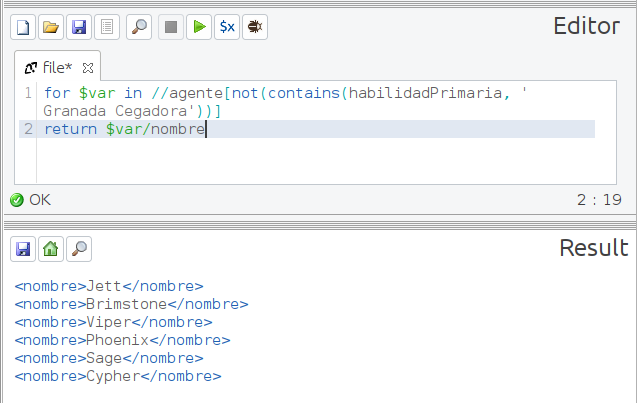 Editor
$x
file*
1 for $var in //agente[not(contains(habilidadPrimaria, '
Granada Cegadora'))]
2 return $var/nombre
OK 2 : 19
Result
<nombre>Jett</nombre>
<nombre>Brimstone</nombre>
<nombre>Viper</nombre>
<nombre>Phoenix</nombre>
<nombre>Sage</nombre>
<nombre>Cypher</nombre>